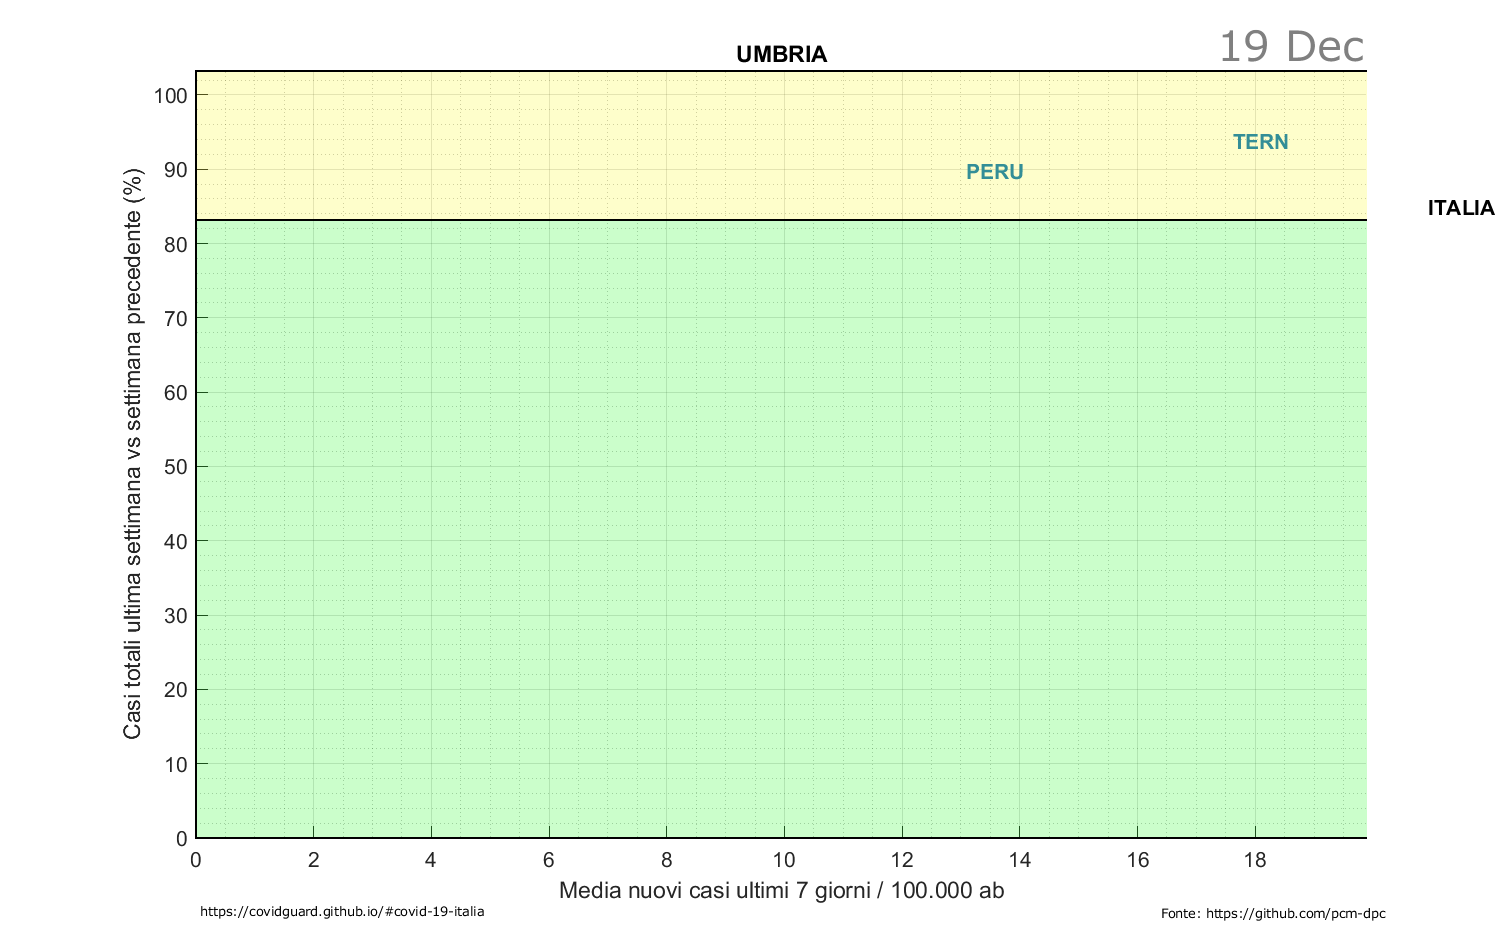 UMBRIA
19 Dec
100
90
80
70
60
50
40
30
20
10
0
Casi totali ultima settimana vs settimana precedente (%)
TERN
PERU
ITALIA
0 2 4 6 8 10 12 14 16 18
Media nuovi casi ultimi 7 giorni / 100.000 ab
https://covidguard.github.io/#covid-19-italia
Fonte: https://github.com/pcm-dpc